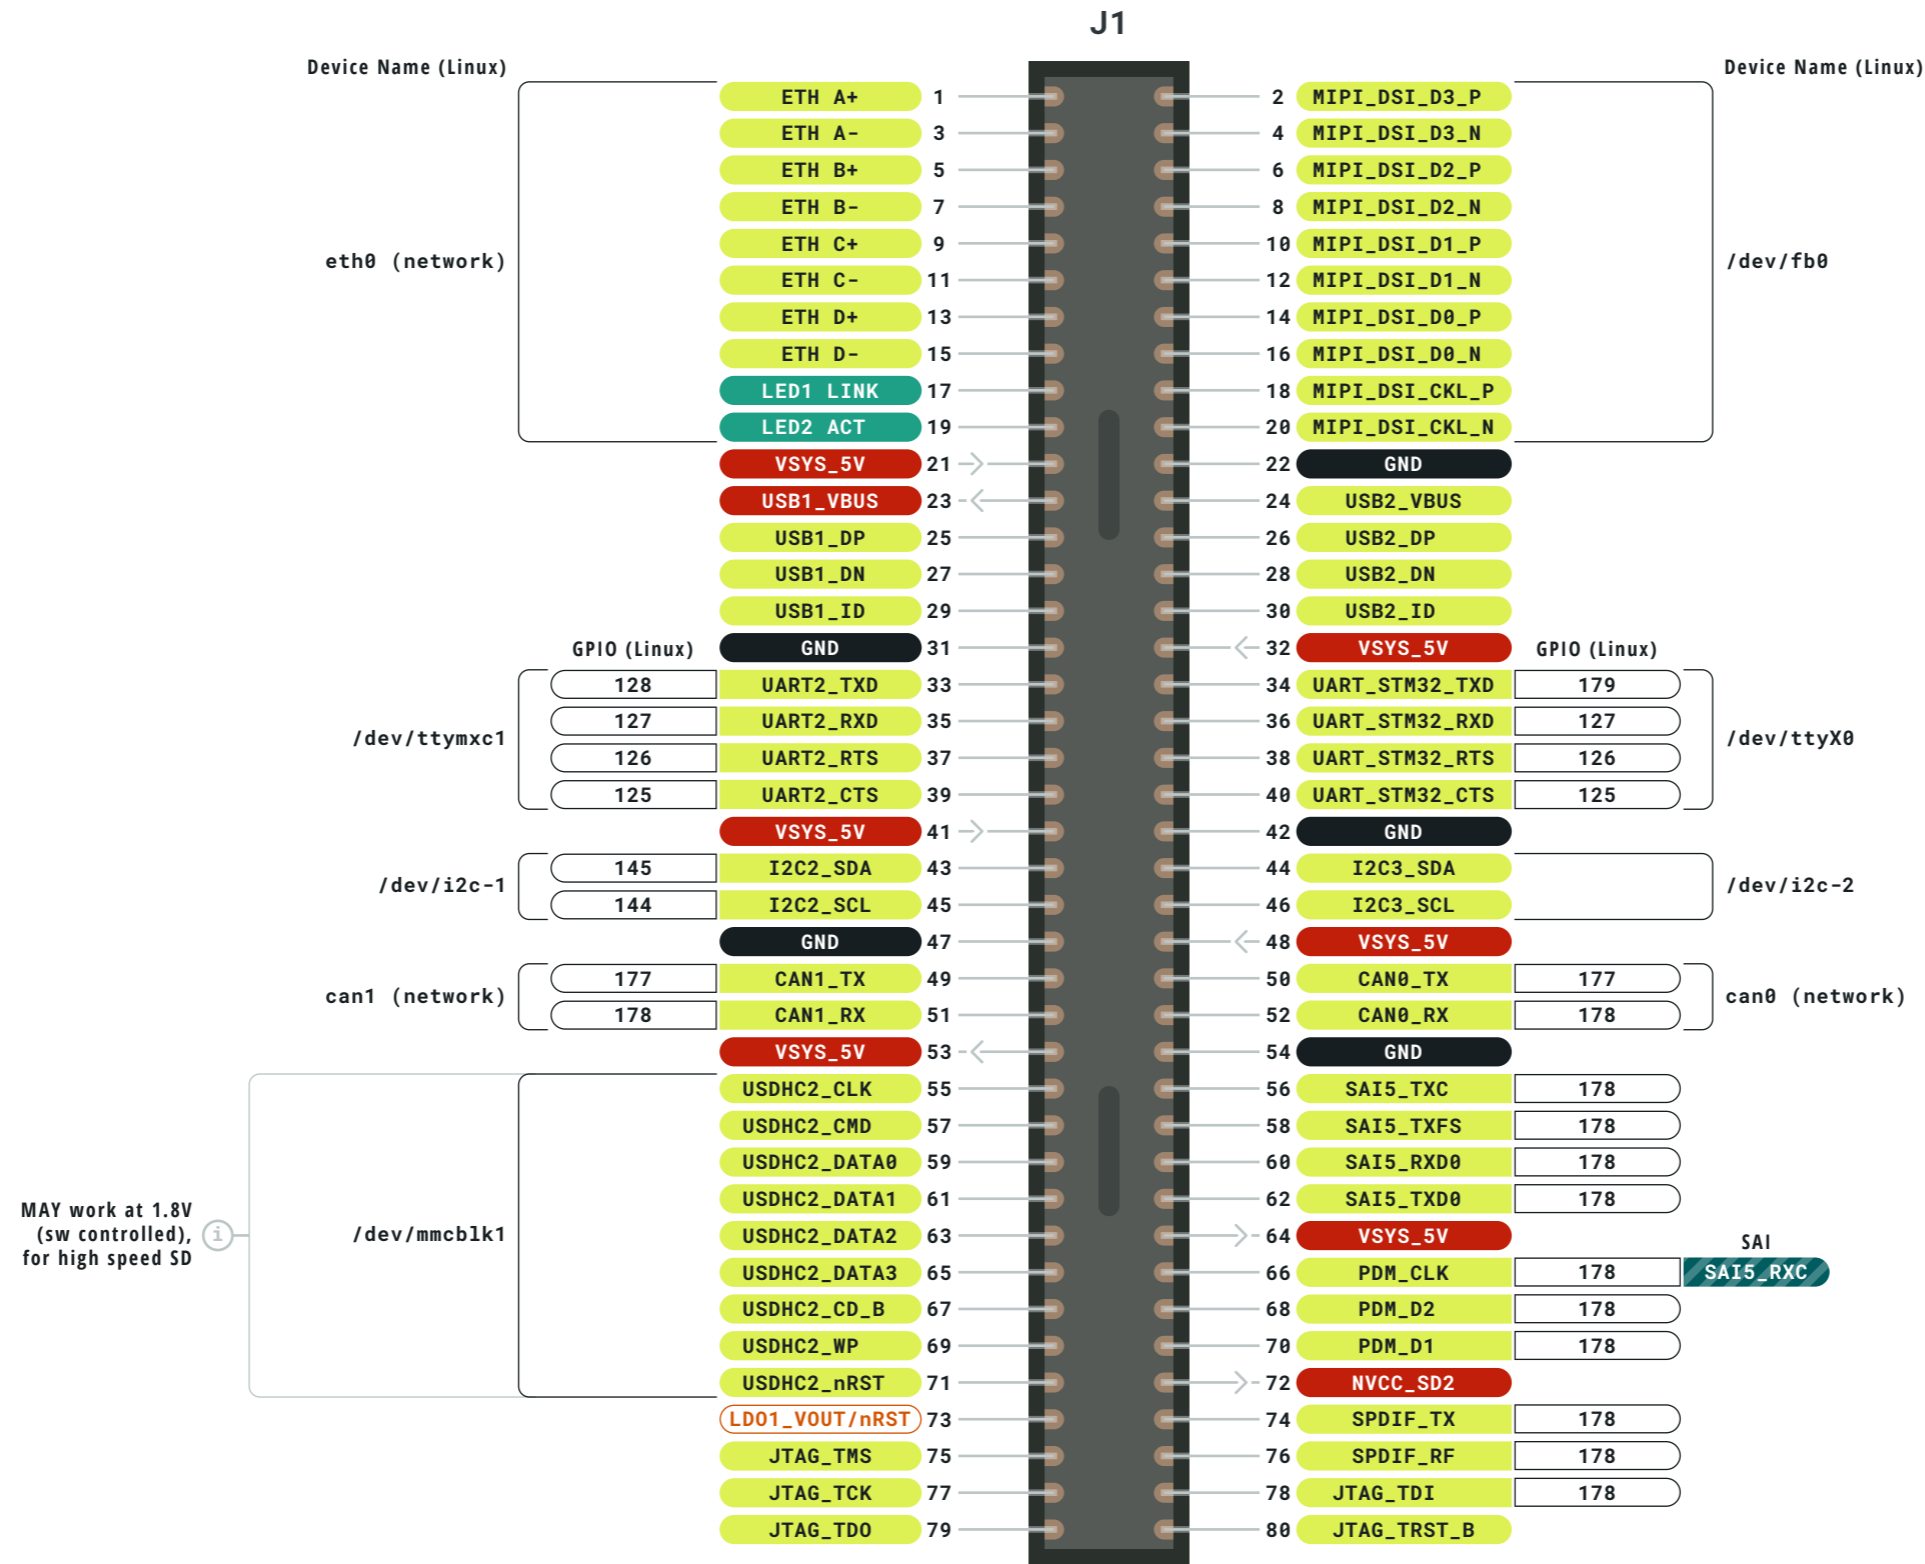 J1
Device Name (Linux) Device Name (Linux)
ETH A+ 1 2 MIPI_DSI_D3_P
ETH A- 3 4 MIPI_DSI_D3_N
ETH B+ 5 6 MIPI_DSI_D2_P
ETH B- 7 8 MIPI_DSI_D2_N
ETH C+ 9 10 MIPI_DSI_D1_P
eth0 (network) /dev/fb0
ETH C- 11 12 MIPI_DSI_D1_N
ETH D+ 13 14 MIPI_DSI_D0_P
ETH D- 15 16 MIPI_DSI_D0_N
LED1 LINK 17 18 MIPI_DSI_CKL_P
LED2 ACT 19 20 MIPI_DSI_CKL_N
VSYS_5V 21 22 GND
USB1_VBUS 23 24 USB2_VBUS
USB1_DP 25 26 USB2_DP
USB1_DN 27 28 USB2_DN
USB1_ID 29 30 USB2_ID
GPIO (Linux) GND 31 32 VSYS_5V GPIO (Linux)
128 UART2_TXD 33 34 UART_STM32_TXD 179
127 UART2_RXD 35 36 UART_STM32_RXD 127
/dev/ttymxc1 /dev/ttyX0
126 UART2_RTS 37 38 UART_STM32_RTS 126
125 UART2_CTS 39 40 UART_STM32_CTS 125
VSYS_5V 41 42 GND
145 I2C2_SDA 43 44 I2C3_SDA
/dev/i2c-1 /dev/i2c-2
144 I2C2_SCL 45 46 I2C3_SCL
GND 47 48 VSYS_5V
177 CAN1_TX 49 50 CAN0_TX 177
can1 (network) can0 (network)
178 CAN1_RX 51 52 CAN0_RX 178
VSYS_5V 53 54 GND
USDHC2_CLK 55 56 SAI5_TXC 178
USDHC2_CMD 57 58 SAI5_TXFS 178
USDHC2_DATA0 59 60 SAI5_RXD0 178
USDHC2_DATA1 61 62 SAI5_TXD0 178
MAY work at 1.8V
(sw controlled),
for high speed SD
i
/dev/mmcblk1
USDHC2_DATA2 63 64 VSYS_5V
SAI
USDHC2_DATA3 65 66 PDM_CLK 178 SAI5_RXC
USDHC2_CD_B 67 68 PDM_D2 178
USDHC2_WP 69 70 PDM_D1 178
USDHC2_nRST 71 72 NVCC_SD2
LDO1_VOUT/nRST 73 74 SPDIF_TX 178
JTAG_TMS 75 76 SPDIF_RF 178
JTAG_TCK 77 78 JTAG_TDI 178
JTAG_TDO 79 80 JTAG_TRST_B